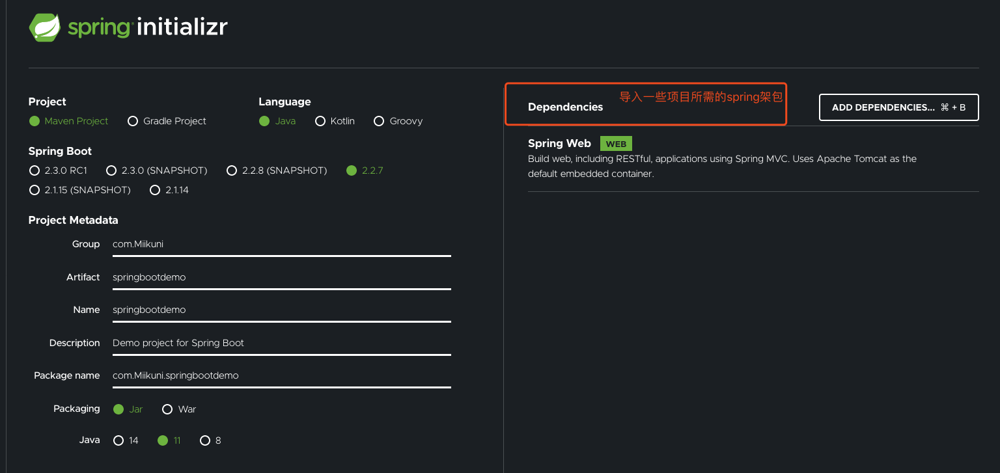 spring initializr
Project
Maven Project Gradle Project
Language
Java Kotlin Groovy
Spring Boot
2.3.0 RC1 2.3.0 (SNAPSHOT) 2.2.8 (SNAPSHOT) 2.2.7
2.1.15 (SNAPSHOT) 2.1.14
Project Metadata
Group com.Miikuni
Artifact springbootdemo
Name springbootdemo
Description Demo project for Spring Boot
Package name com.Miikuni.springbootdemo
Packaging Jar War
Java 14 11 8
Dependencies 导入一些项目所需的spring架包
ADD DEPENDENCIES... ⌘ + B
Spring Web WEB
Build web, including RESTful, applications using Spring MVC. Uses Apache Tomcat as the
default embedded container.